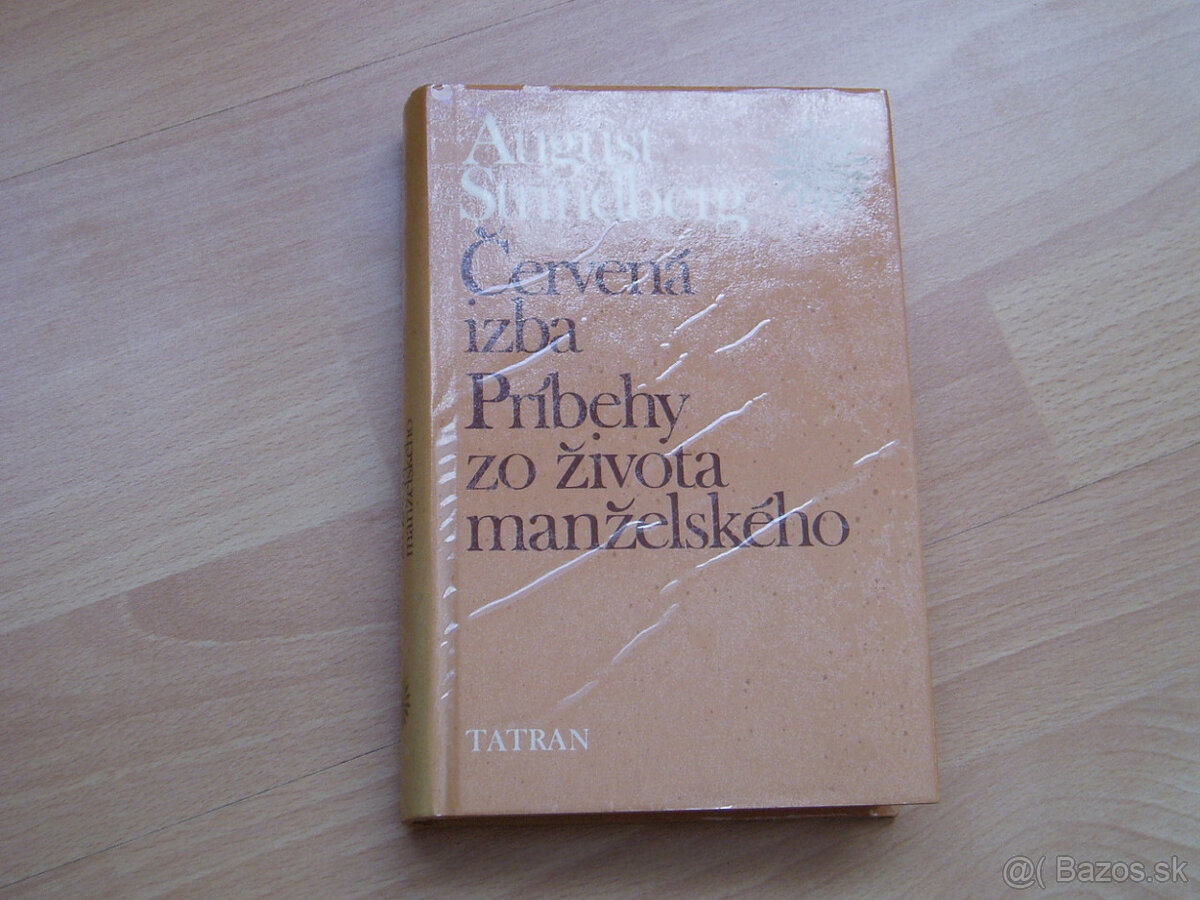 August
Strindberg
Červená
izba
Príbehy
zo života
manželského
TATRAN
manželského
@( Bazos.sk